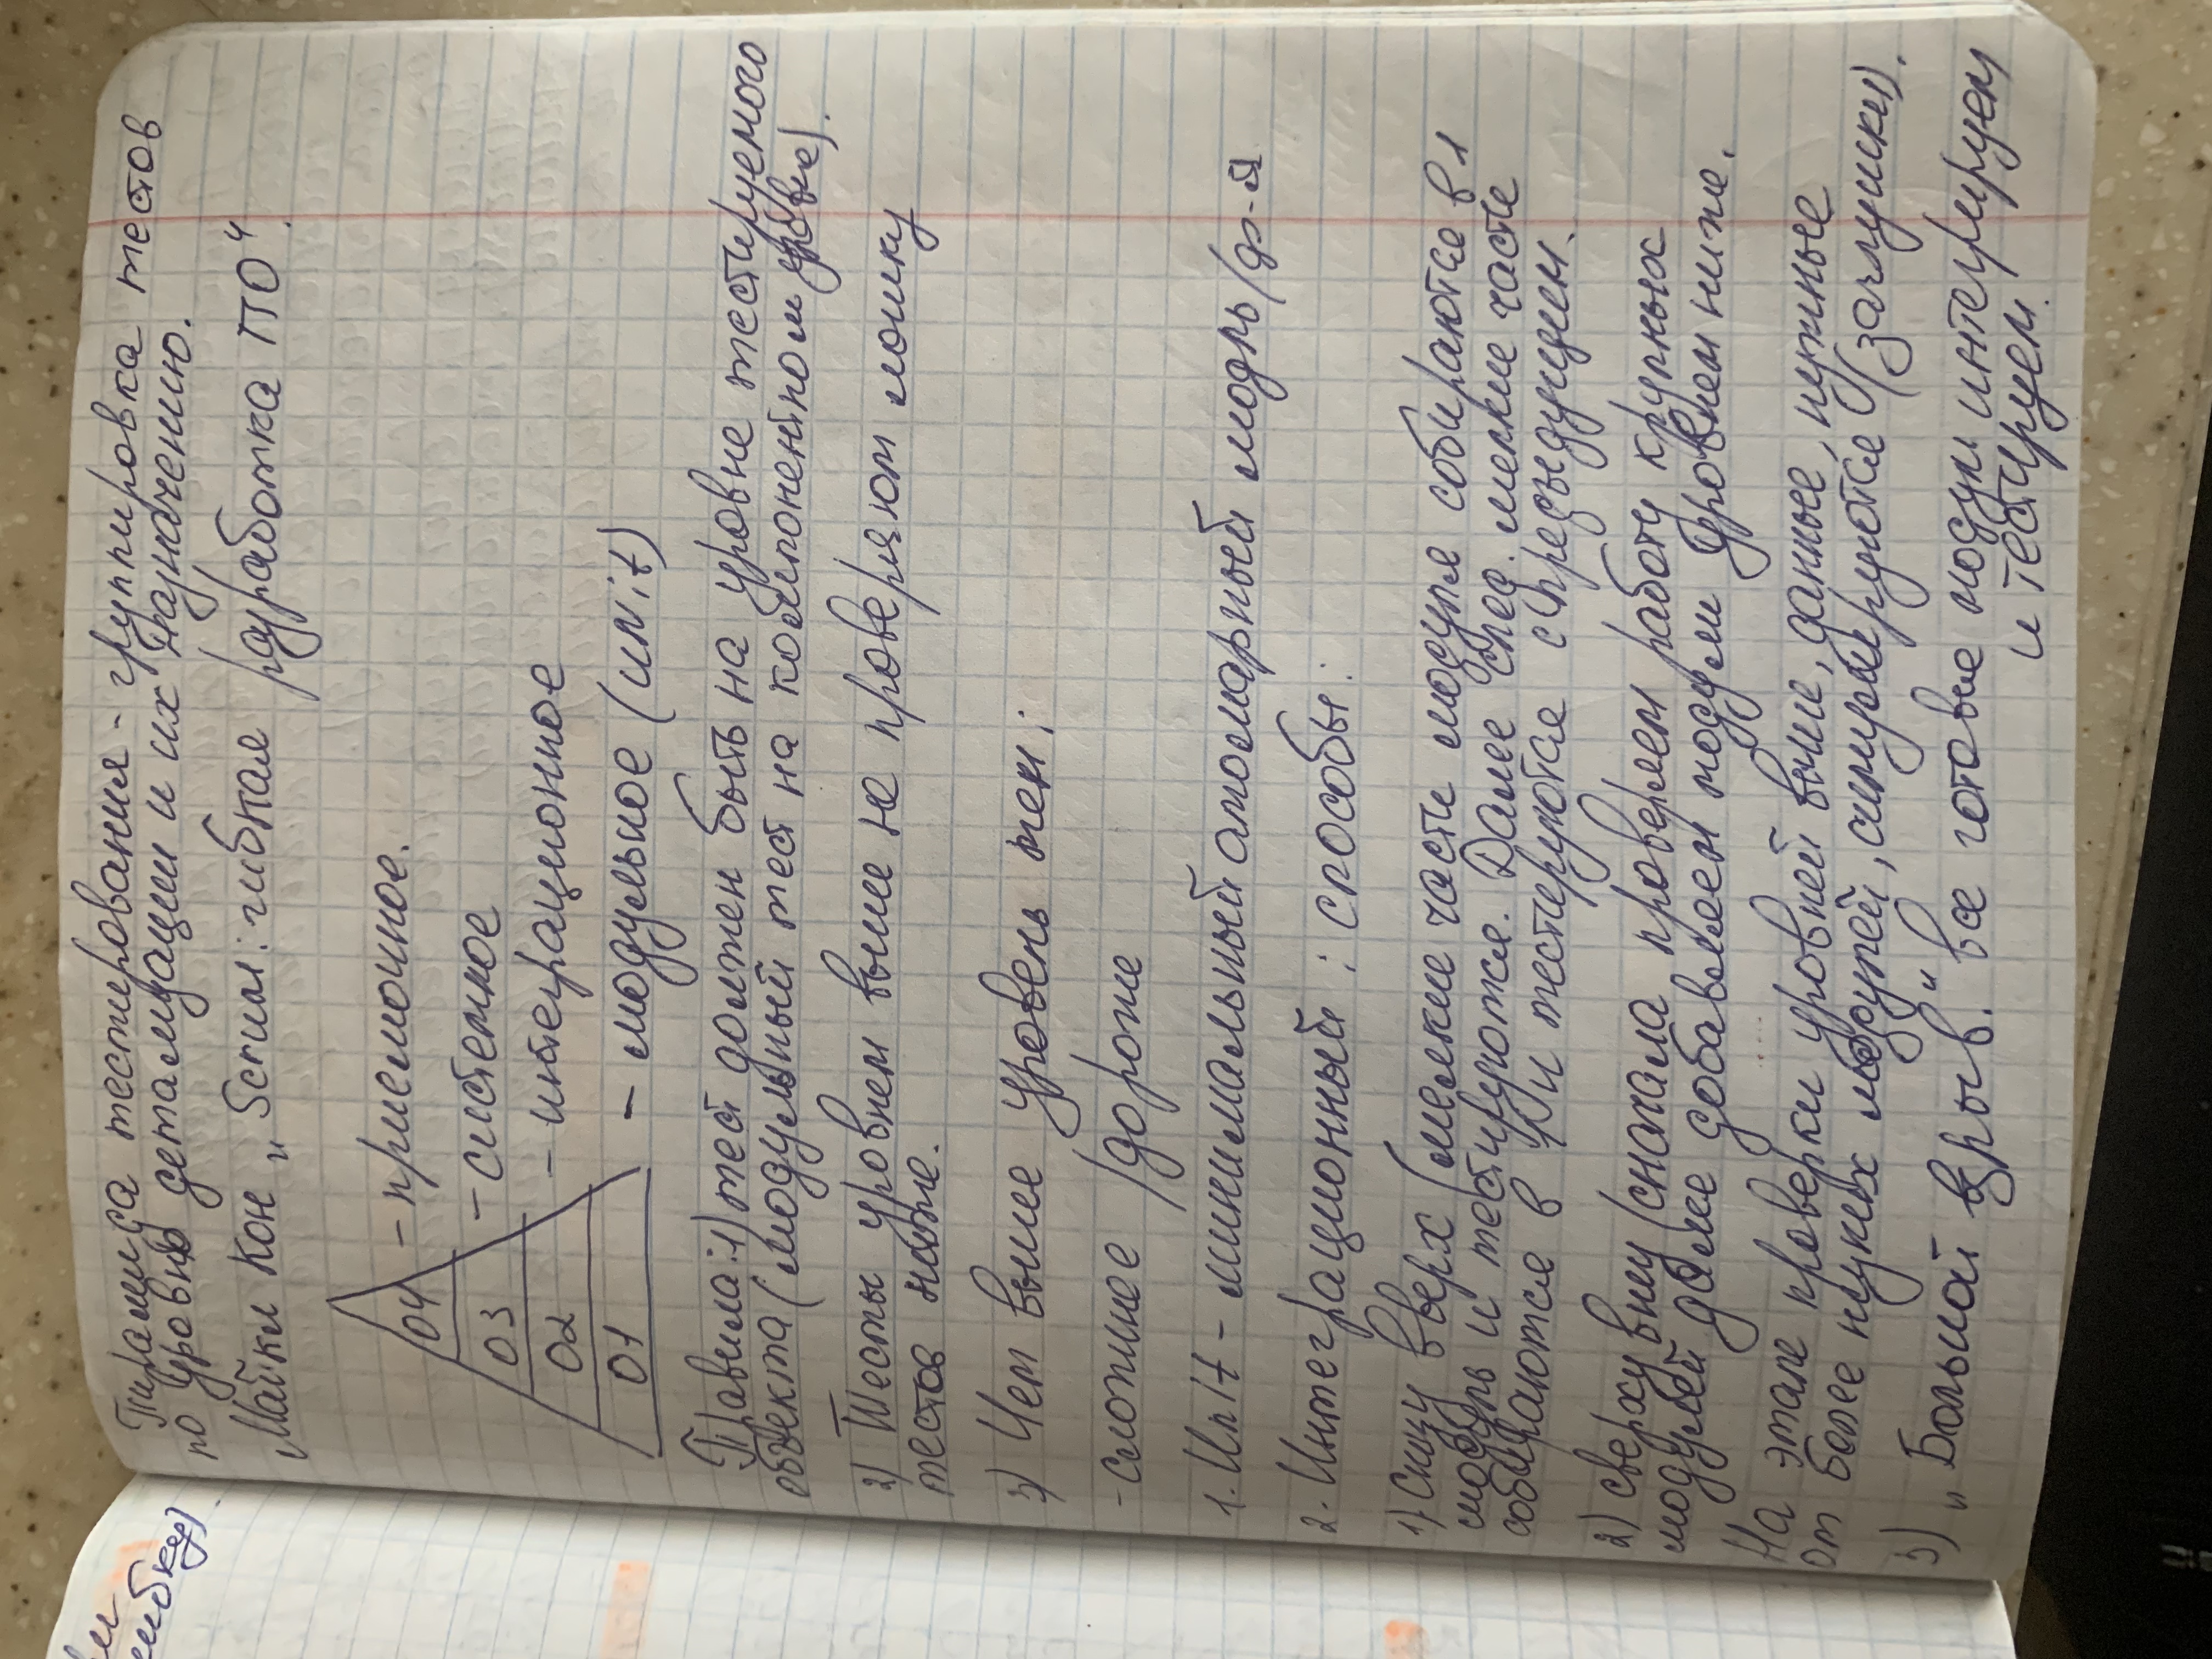 ми
шибку).
Пирамида тестирования - группировка тестов
по уровню детализации и их назначению.
Майкл Кон „Scrum: гибкая разработка ПО“.
04 - приемочное.
03 - системное
02 - интеграционное
01 - модульное (uNit)
Правила: 1) тест должен быть на уровне тестируемого
объекта (модульный тест на компонентном уровне).
2) Тесты уровнем выше не проверяют логику
тестов ниже.
3) Чем выше уровень тем:
- сложнее / дороже
1. Unit - минимальный атомарный модль / ф-я
2. Интеграционный : способы:
1) Снизу вверх (мелкие части модуля собираются в 1
модуль и тестируются. Далее след. мелкие части
собираются в 1 и тестируются с предыдущим.
2) сверху вниз (сначала проверяем работу крупных
модулей далее добавляем модули уровнем ниже.
На этапе проверки уровней выше, данные, нужные
от более низких модулей, симулируются (заглушки).
3) „Большой взрыв.“ все готовые модули интегрируем
и тестируем.